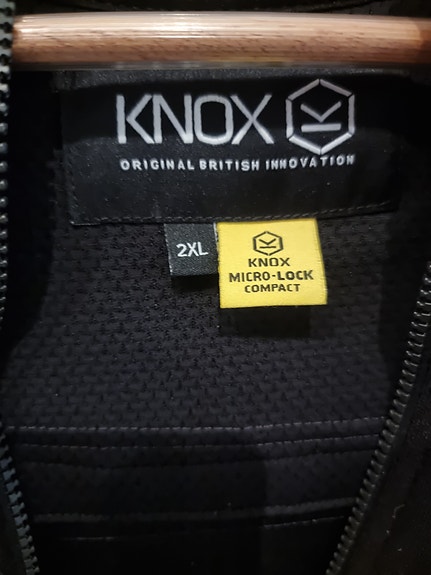 KNOX
ORIGINAL BRITISH INNOVATION
2XL
KNOX
MICRO-LOCK
COMPACT